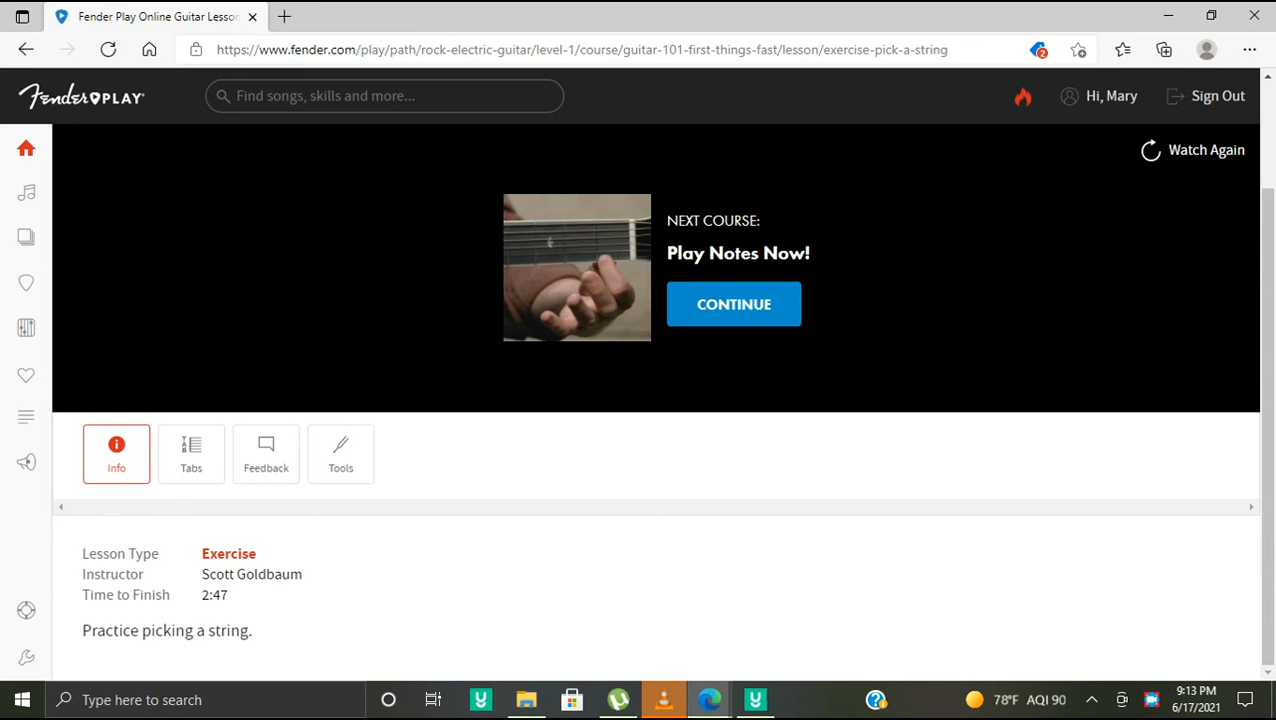 Fender Play Online Guitar Lesson
https://www.fender.com/play/path/rock-electric-guitar/level-1/course/guitar-101-first-things-fast/lesson/exercise-pick-a-string
2
Fender PLAY
Find songs, skills and more...
Hi, Mary
Sign Out
Watch Again
NEXT COURSE:
Play Notes Now!
CONTINUE
Info
Tabs
Feedback
Tools
Lesson Type Exercise
Instructor Scott Goldbaum
Time to Finish 2:47
Practice picking a string.
Type here to search
78°F AQI 90
9:13 PM
6/17/2021